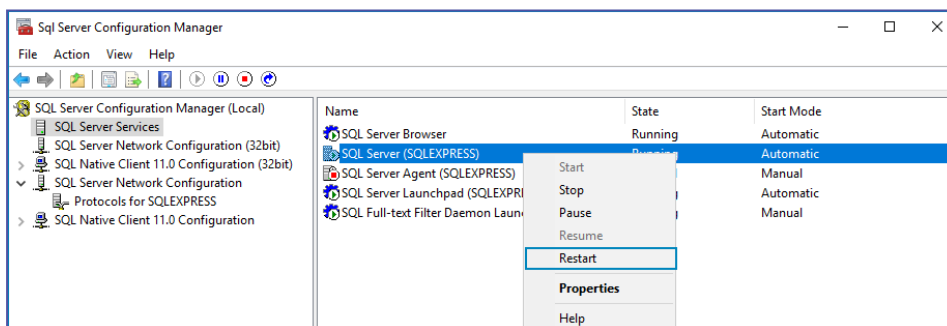 Sql Server Configuration Manager
File Action View Help
SQL Server Configuration Manager (Local)
SQL Server Services
SQL Server Network Configuration (32bit)
SQL Native Client 11.0 Configuration (32bit)
SQL Server Network Configuration
Protocols for SQLEXPRESS
SQL Native Client 11.0 Configuration
Name State Start Mode
SQL Server Browser Running Automatic
SQL Server (SQLEXPRESS) Running Automatic
SQL Server Agent (SQLEXPRESS) Manual
SQL Server Launchpad (SQLEXPRE Automatic
SQL Full-text Filter Daemon Laun Manual
Start
Stop
Pause
Resume
Restart
Properties
Help